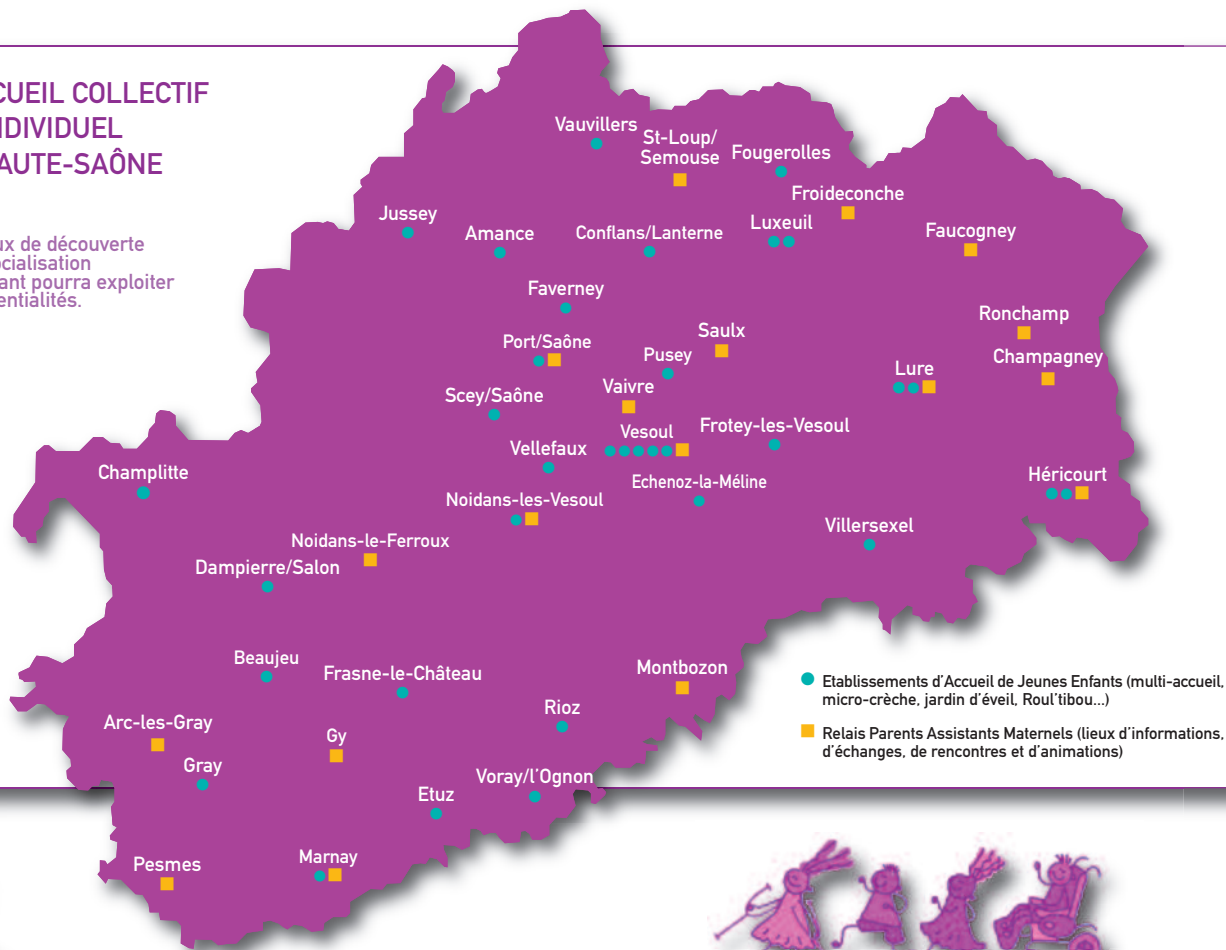 CUEIL COLLECTIF
NDIVIDUEL
AUTE-SAÔNE
ux de découverte
ocialisation
ant pourra exploiter
entialités.
Vauvillers
St-Loup/
Semouse
Fougerolles
Froideconche
Jussey
Amance
Conflans/Lanterne
Luxeuil
Faucogney
Faverney
Ronchamp
Port/Saône
Saulx
Pusey
Champagney
Lure
Vaivre
Scey/Saône
Vesoul
Frotey-les-Vesoul
Vellefaux
Champlitte
Echenoz-la-Méline
Héricourt
Noidans-les-Vesoul
Villersexel
Noidans-le-Ferroux
Dampierre/Salon
Beaujeu
Frasne-le-Château
Montbozon
Etablissements d'Accueil de Jeunes Enfants (multi-accueil,
micro-crèche, jardin d'éveil, Roul'tibou...)
Relais Parents Assistants Maternels (lieux d'informations,
d'échanges, de rencontres et d'animations)
Rioz
Arc-les-Gray
Gy
Gray
Voray/l'Ognon
Etuz
Marnay
Pesmes